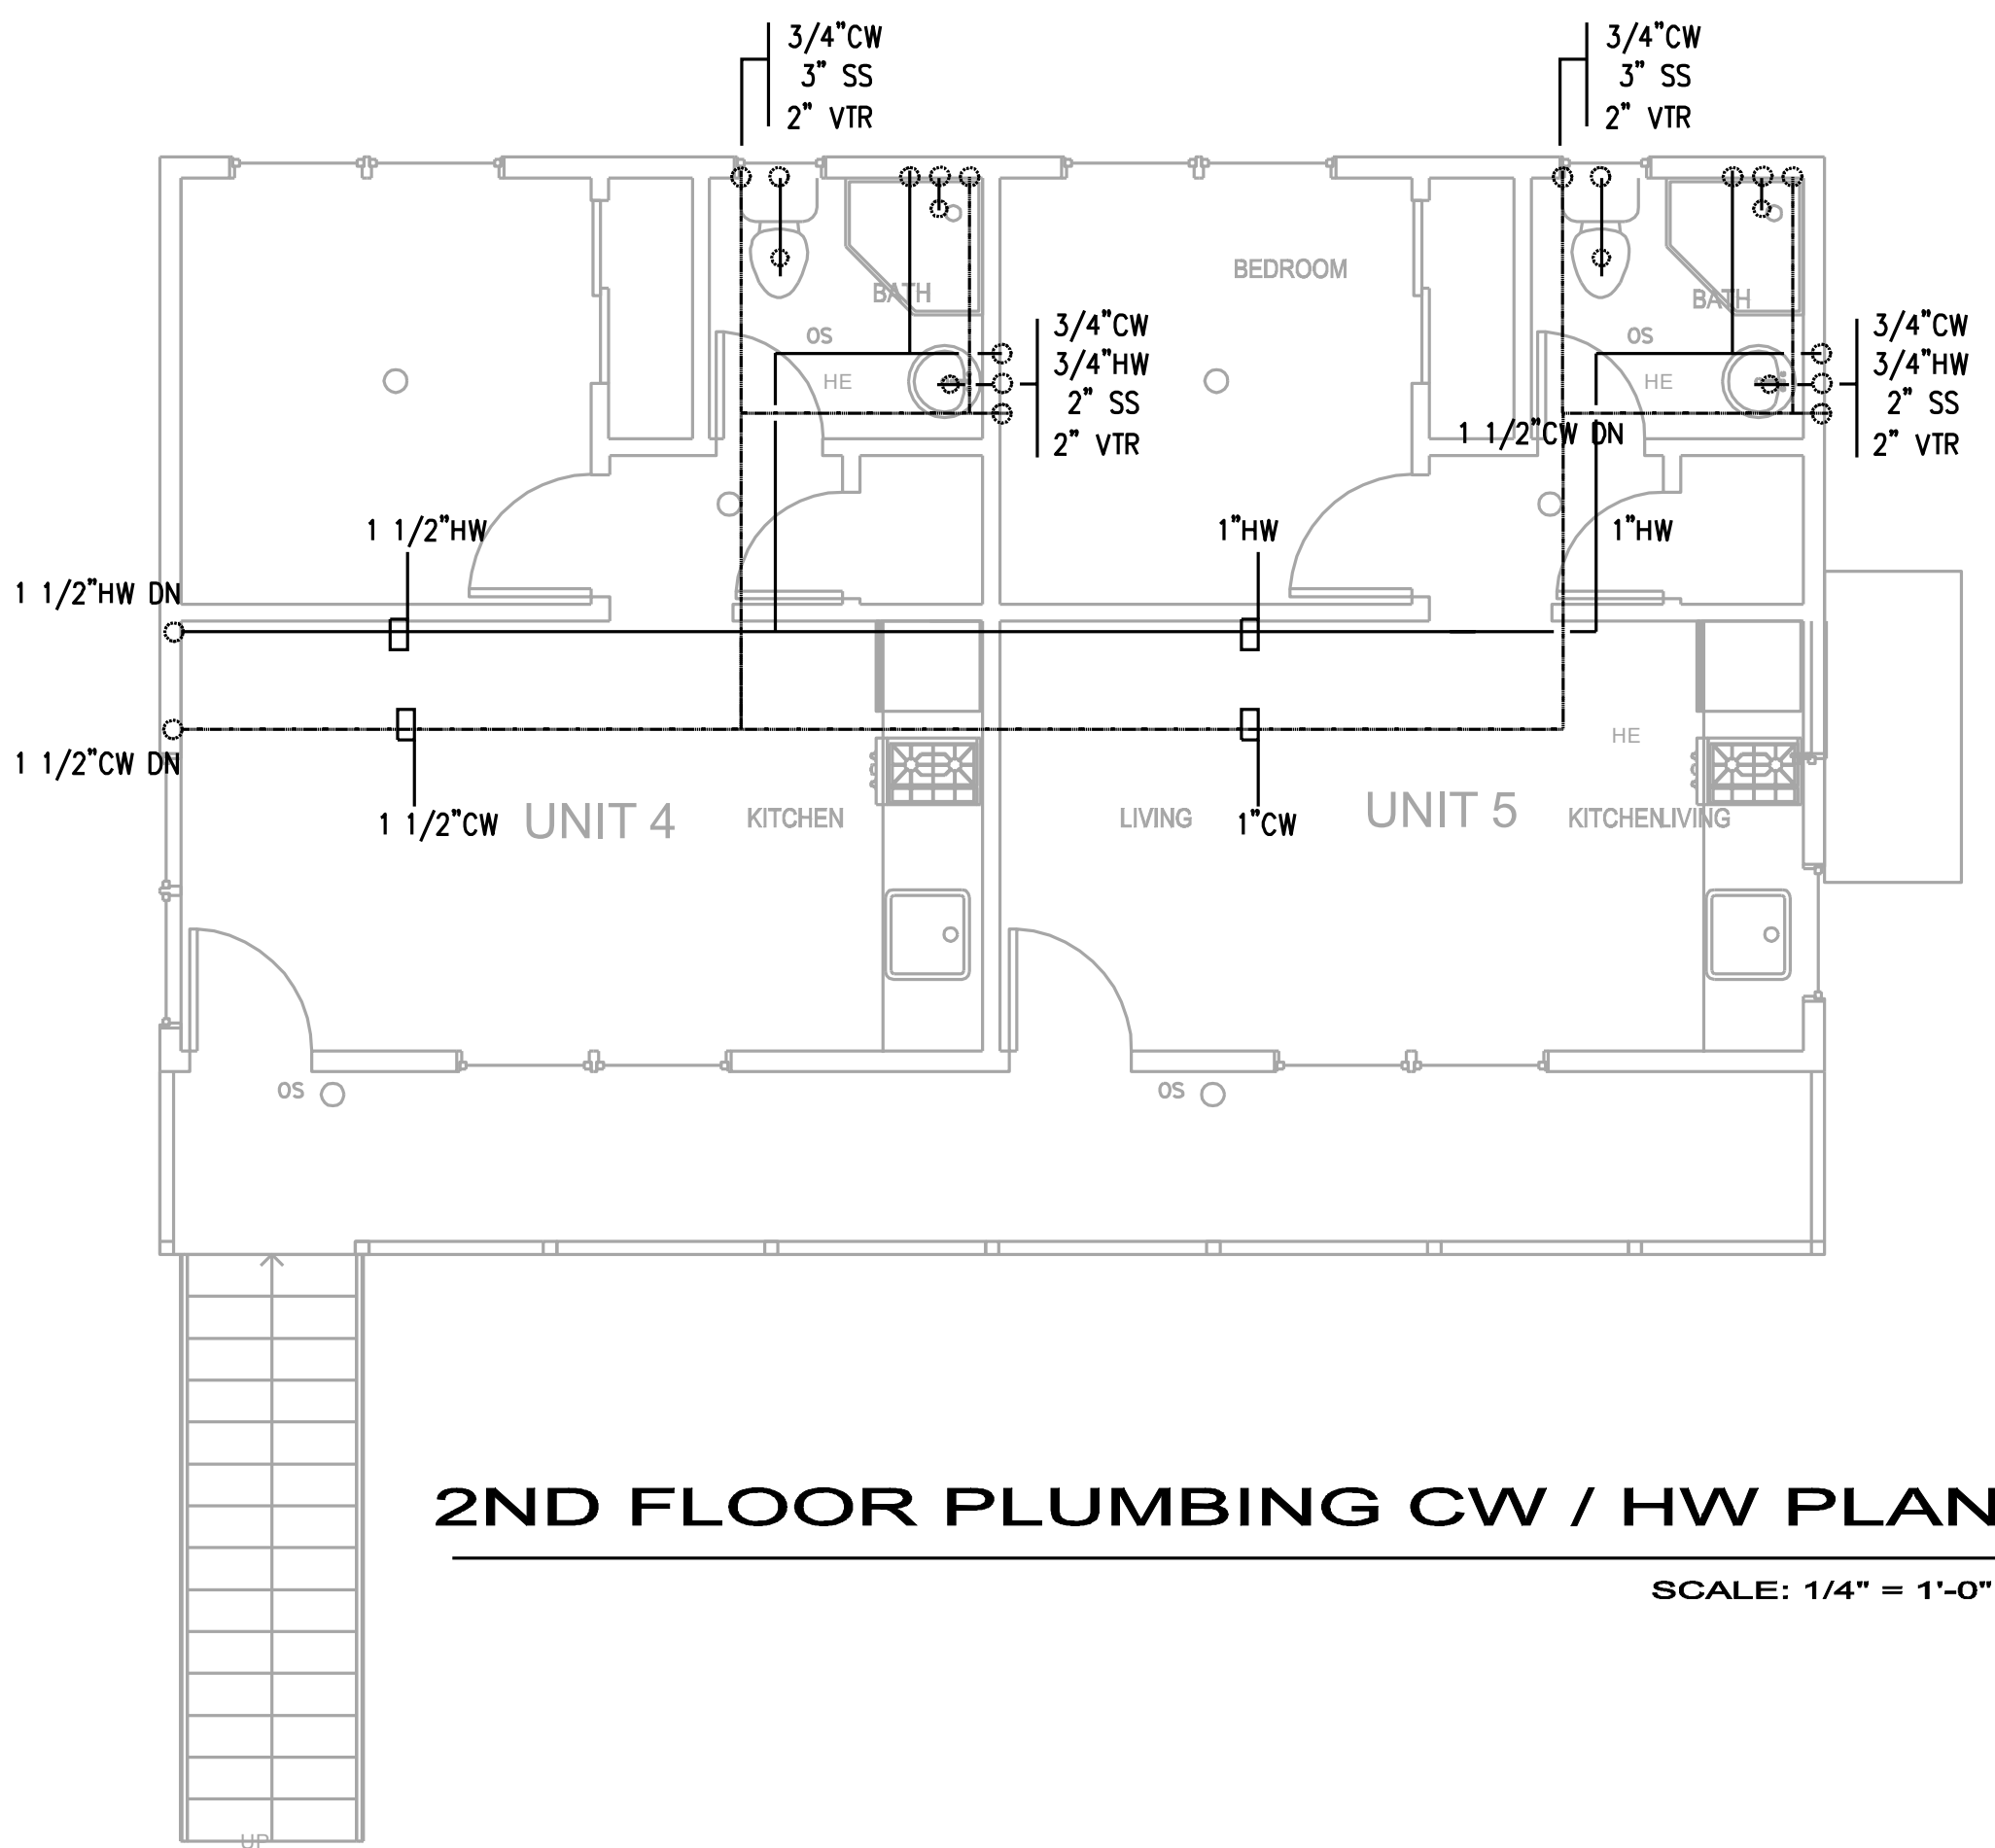 3/4"CW
3" SS
2" VTR
3/4"CW
3" SS
2" VTR
BEDROOM
BATH
BATH
OS
OS
HE
HE
3/4"CW
3/4"HW
2" SS
2" VTR
3/4"CW
3/4"HW
2" SS
2" VTR
1 1/2"CW DN
1 1/2"HW
1"HW
1"HW
1 1/2"HW DN
1 1/2"CW DN
HE
1 1/2"CW
UNIT 4
KITCHEN
LIVING
1"CW
UNIT 5
KITCHEN
LIVING
OS
OS
2ND FLOOR PLUMBING CW / HW PLAN
SCALE: 1/4" = 1'-0"
UP